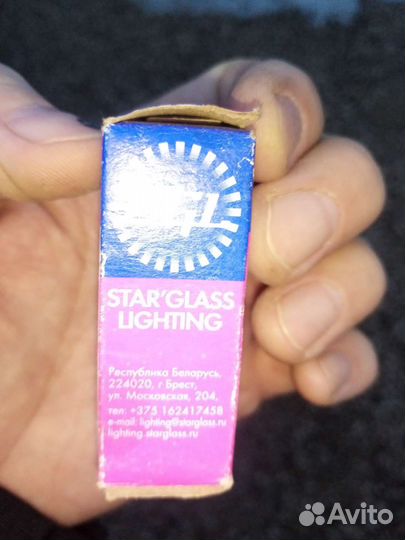 STAR'GLASS
LIGHTING
Республика Беларусь,
224020, г Брест,
ул. Московская, 204,
тел: +375 162417458
e-mail: lighting@starglass.ru
lighting.starglass.ru
Avito